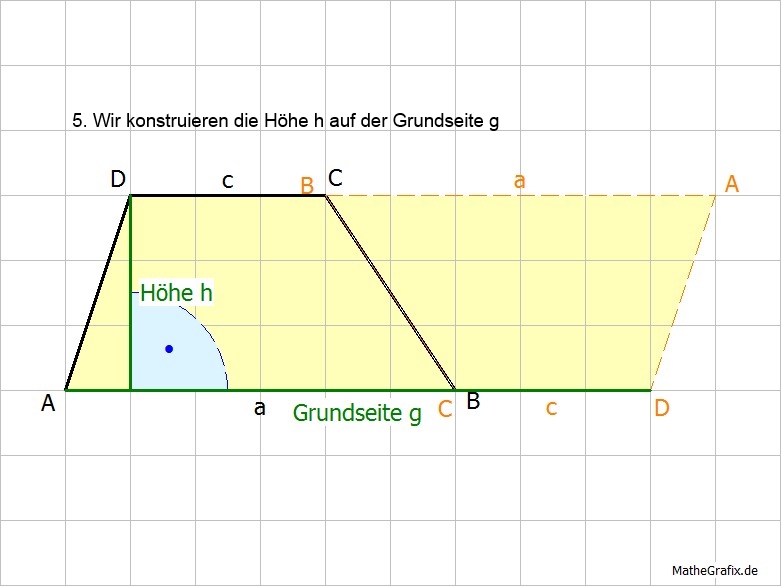 5. Wir konstruieren die Höhe h auf der Grundseite g
D c B C a A
Höhe h
A a Grundseite g C B c D
MatheGrafix.de